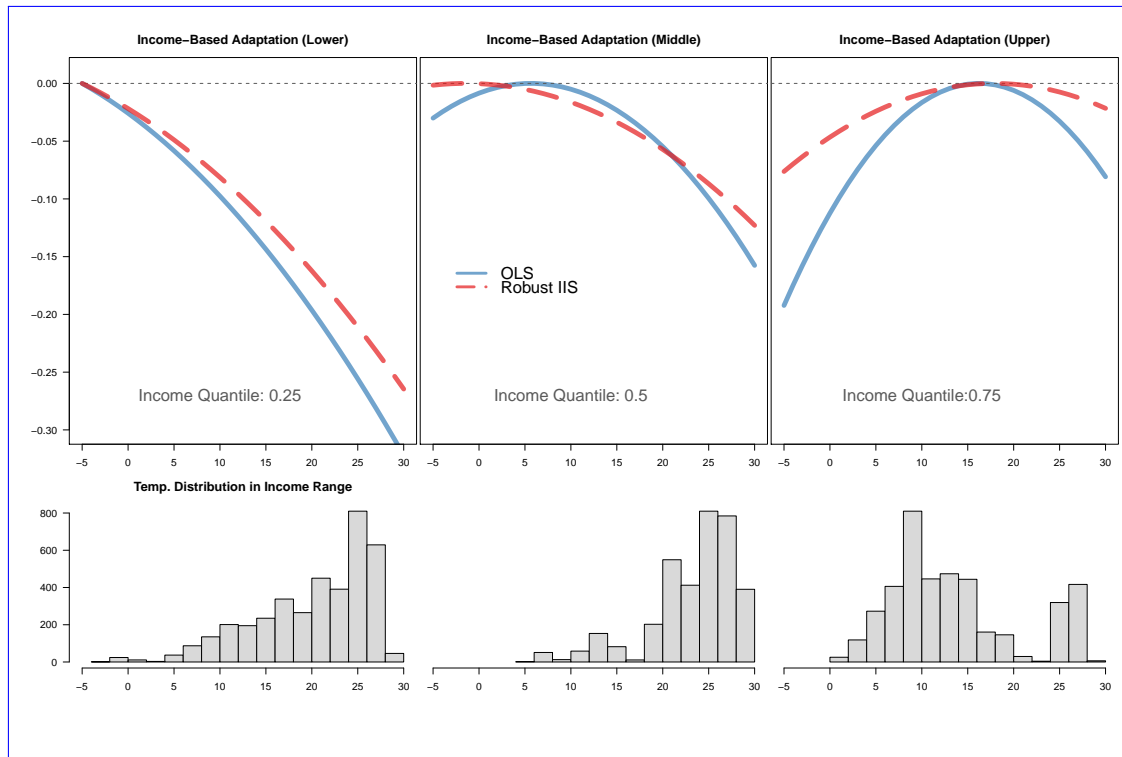 Income−Based Adaptation (Lower)
Income−Based Adaptation (Middle)
Income−Based Adaptation (Upper)
0.00
−0.05
−0.10
−0.15
−0.20
−0.25
−0.30
OLS
Robust IIS
Income Quantile: 0.25
Income Quantile: 0.5
Income Quantile:0.75
−5 0 5 10 15 20 25 30
−5 0 5 10 15 20 25 30
−5 0 5 10 15 20 25 30
Temp. Distribution in Income Range
800
600
400
200
0
−5 0 5 10 15 20 25 30
−5 0 5 10 15 20 25 30
−5 0 5 10 15 20 25 30